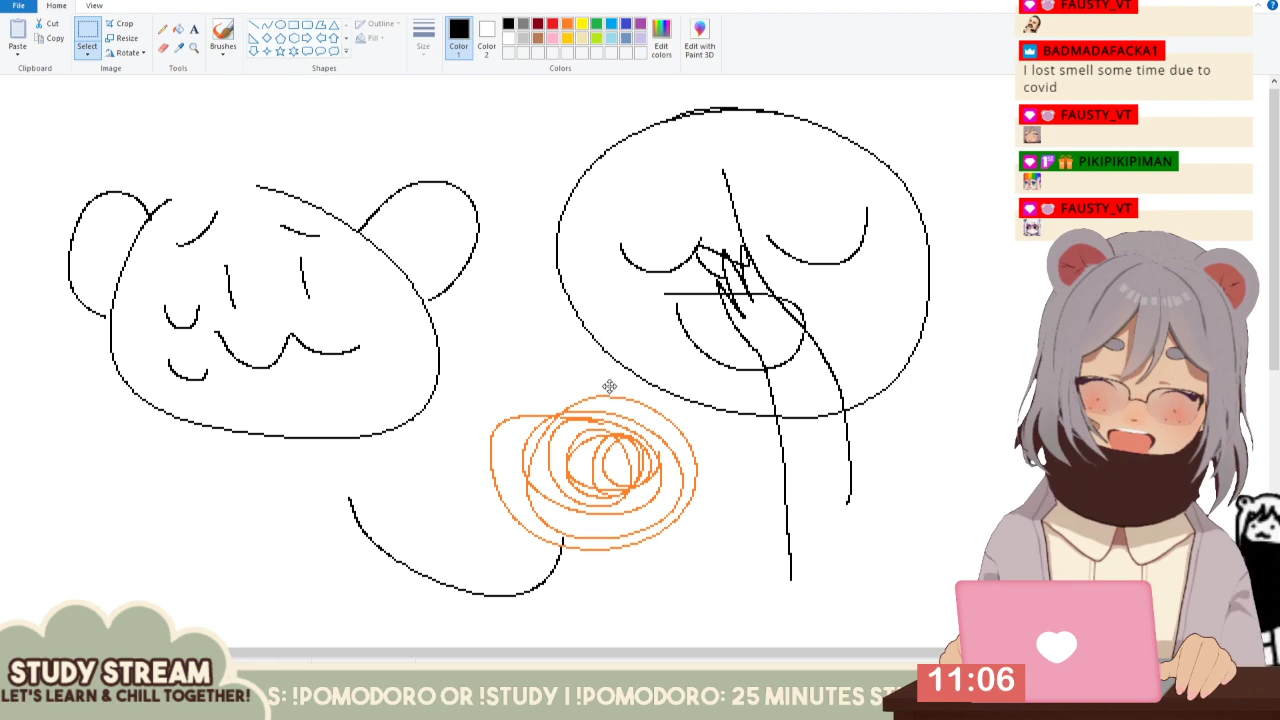 File
Home
View
Paste
Cut
Copy
Clipboard
Select
Crop
Resize
Rotate
Image
A
Tools
Brushes
Outline
Fill
Shapes
Size
Color
1
Color
2
Edit
colors
Edit with
Paint 3D
Colors
FAUSTY_VT
BADMADAFACKA1
I lost smell some time due to
covid
FAUSTY_VT
1st PIKIPIKIPIMAN
FAUSTY_VT
STUDY STREAM
LET'S LEARN & CHILL TOGETHER!
S: !POMODORO OR !STUDY | !POMODORO: 25 MINUTES ST
11:06